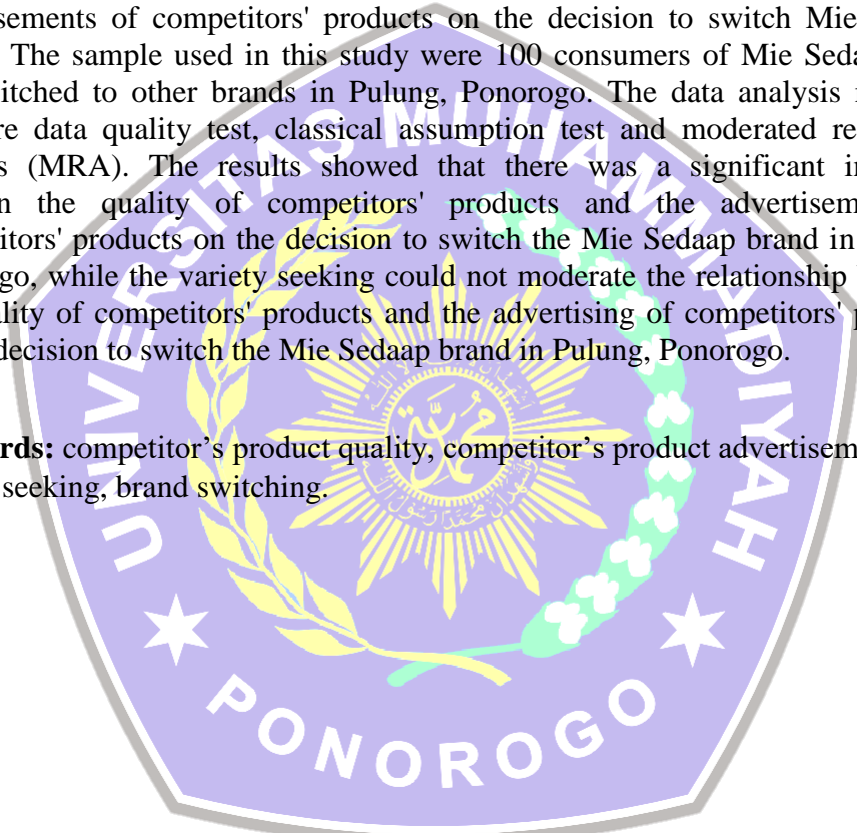 sements of competitors' products on the decision to switch Mie
The sample used in this study were 100 consumers of Mie Seda
itched to other brands in Pulung, Ponorogo. The data analysis
re data quality test, classical assumption test and moderated re
s (MRA). The results showed that there was a significant in
n the quality of competitors' products and the advertisem
itors' products on the decision to switch the Mie Sedaap brand in
go, while the variety seeking could not moderate the relationship
ality of competitors' products and the advertising of competitors' p
decision to switch the Mie Sedaap brand in Pulung, Ponorogo.
rds: competitor's product quality, competitor's product advertisem
seeking, brand switching.
UNIVERSITAS MUHAMMADIYAH
PONOROGO
محمدية